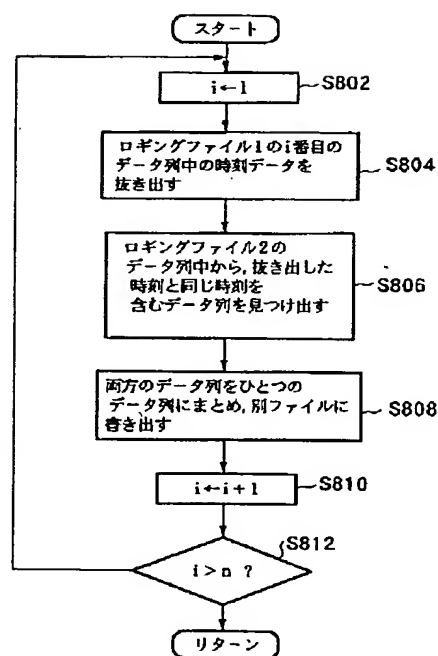 スタート
i←1
S802
ロギングファイル1のi番目の
データ列中の時刻データを
抜き出す
S804
ロギングファイル2の
データ列中から,抜き出した
時刻と同じ時刻を
含むデータ列を見つけ出す
S806
両方のデータ列をひとつの
データ列にまとめ,別ファイルに
書き出す
S808
i←i+1
S810
S812
i>n ?
リターン